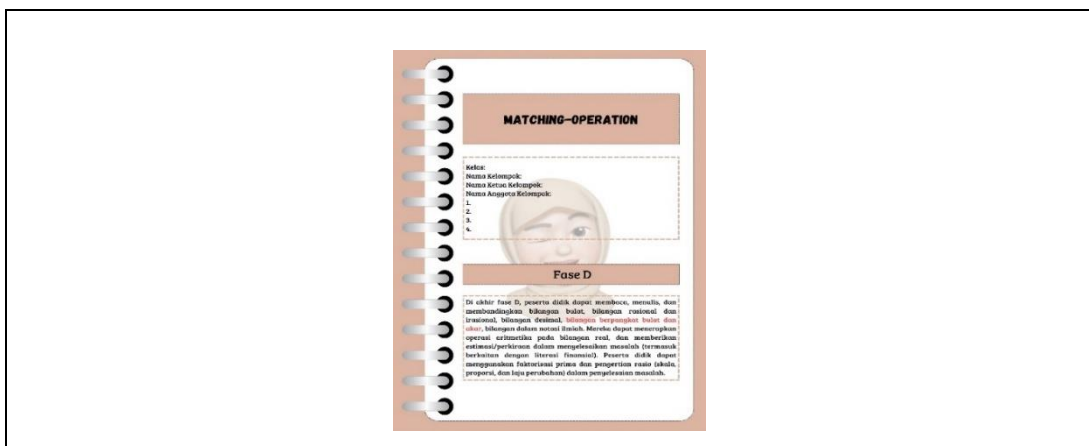 MATCHING-OPERATION
Kelas:
Nama Kelompok:
Nama Ketua Kelompok:
Nama Anggota Kelompok:
1.
2.
3.
4.
Fase D
Di akhir fase D, peserta didik dapat membaca, menulis, dan
membandingkan bilangan bulat, bilangan rasional dan
irasional, bilangan desimal, bilangan berpangkat bulat dan
akar, bilangan dalam notasi ilmiah. Mereka dapat menerapkan
operasi aritmetika pada bilangan real, dan memberikan
estimasi/perkiraan dalam menyelesaikan masalah (termasuk
berkaitan dengan literasi finansial). Peserta didik dapat
menggunakan faktorisasi prima dan pengertian rasio (skala,
proporsi, dan laju perubahan) dalam penyelesaian masalah.